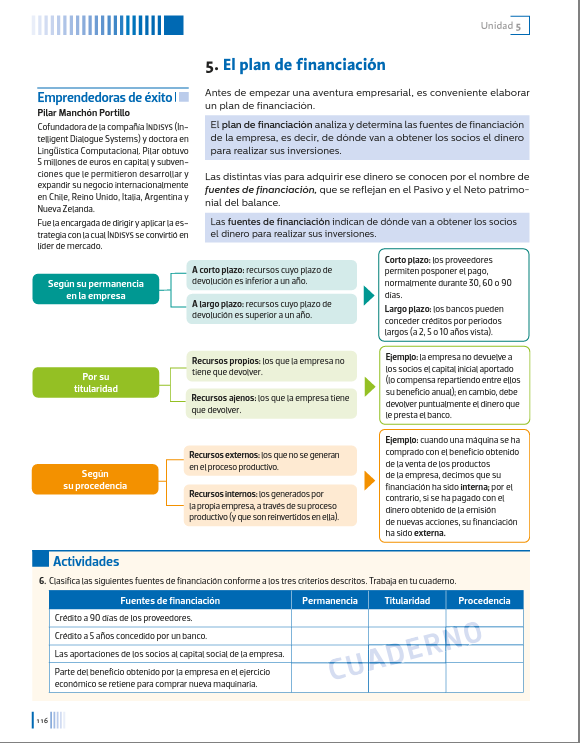 Unidad 5
5. El plan de financiación
Emprendedoras de éxito
Pilar Manchón Portillo
Cofundadora de la compañía INDISYS (In-
telligent Dialogue Systems) y doctora en
Lingüística Computacional. Pilar obtuvo
5 millones de euros en capital y subven-
ciones que le permitieron desarrollar y
expandir su negocio internacionalmente
en Chile, Reino Unido, Italia, Argentina y
Nueva Zelanda.
Fue la encargada de dirigir y aplicar la es-
trategia con la cual INDISYS se convirtió en
líder de mercado.
Antes de empezar una aventura empresarial, es conveniente elaborar
un plan de financiación.
El plan de financiación analiza y determina las fuentes de financiación
de la empresa, es decir, de dónde van a obtener los socios el dinero
para realizar sus inversiones.
Las distintas vías para adquirir ese dinero se conocen por el nombre de
fuentes de financiación, que se reflejan en el Pasivo y el Neto patrimo-
nial del balance.
Las fuentes de financiación indican de dónde van a obtener los socios
el dinero para realizar sus inversiones.
Según su permanencia
en la empresa
A corto plazo: recursos cuyo plazo de
devolución es inferior a un año.
A largo plazo: recursos cuyo plazo de
devolución es superior a un año.
Corto plazo: los proveedores
permiten posponer el pago,
normalmente durante 30, 60 o 90
días.
Largo plazo: los bancos pueden
conceder créditos por periodos
largos (a 2, 5 o 10 años vista).
Por su
titularidad
Recursos propios: los que la empresa no
tiene que devolver.
Recursos ajenos: los que la empresa tiene
que devolver.
Ejemplo: la empresa no devuelve a
los socios el capital inicial aportado
(lo compensa repartiendo entre ellos
su beneficio anual); en cambio, debe
devolver puntualmente el dinero que
le presta el banco.
Según
su procedencia
Recursos externos: los que no se generan
en el proceso productivo.
Recursos internos: los generados por
la propia empresa, a través de su proceso
productivo (y que son reinvertidos en ella).
Ejemplo: cuando una máquina se ha
comprado con el beneficio obtenido
de la venta de los productos
de la empresa, decimos que su
financiación ha sido interna; por el
contrario, si se ha pagado con el
dinero obtenido de la emisión
de nuevas acciones, su financiación
ha sido externa.
Actividades
6. Clasifica las siguientes fuentes de financiación conforme a los tres criterios descritos. Trabaja en tu cuaderno.
Fuentes de financiación Permanencia Titularidad Procedencia
Crédito a 90 días de los proveedores.
Crédito a 5 años concedido por un banco.
Las aportaciones de los socios al capital social de la empresa.
Parte del beneficio obtenido por la empresa en el ejercicio
económico se retiene para comprar nueva maquinaria.
CUADERNO
116